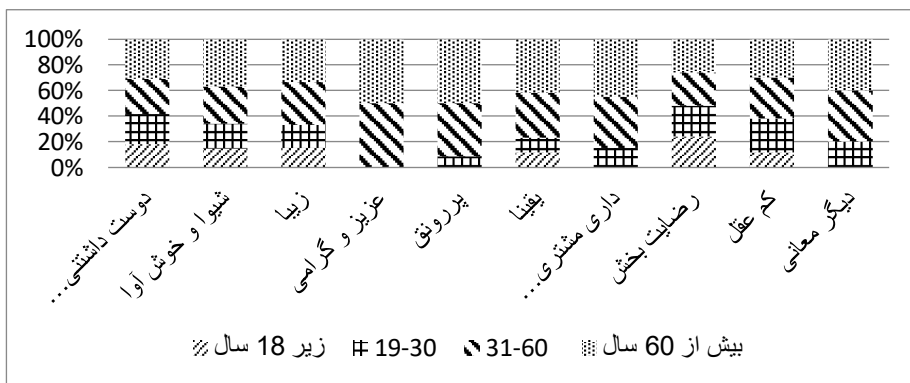 100%
80%
60%
40%
20%
0%
دوست داشتنی...
شیوا و خوش آوا
زیبا
عزیز و گرامی
پررونق
یقینا
داری مشتری...
رضایت بخش
کم عقل
دیگر معانی
زیر 18 سال 19-30 31-60 بیش از 60 سال